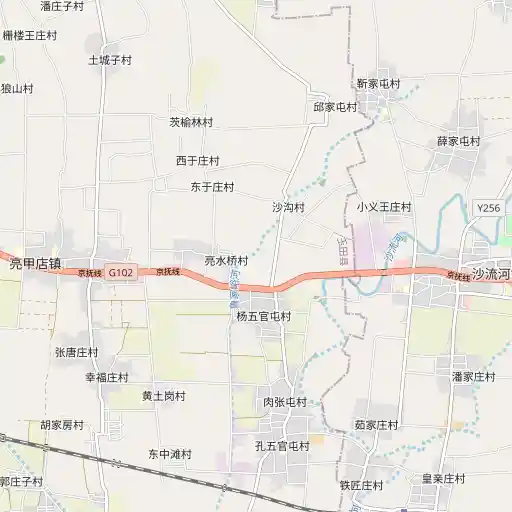 潘庄子村
栅楼王庄村
土城子村
狼山村
靳家屯村
邱家屯村
茨榆林村
薛家屯村
西于庄村
东于庄村
沙沟村
小义王庄村
Y256
沙流河
玉田县
亮水桥村
亮甲店镇
京抚线
G102
京抚线
京抚线
沙流河
杨五官屯村
张唐庄村
幸福庄村
潘家庄村
黄土岗村
肉张屯村
胡家房村
茹家庄村
东中滩村
孔五官屯村
郭庄子村
铁匠庄村
皇亲庄村